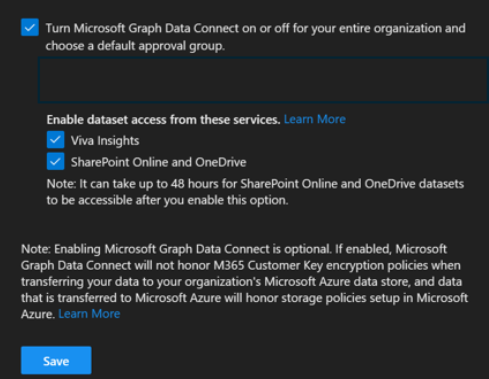 Turn Microsoft Graph Data Connect on or off for your entire organization and
choose a default approval group.
Enable dataset access from these services. Learn More
Viva Insights
SharePoint Online and OneDrive
Note: It can take up to 48 hours for SharePoint Online and OneDrive datasets
to be accessible after you enable this option.
Note: Enabling Microsoft Graph Data Connect is optional. If enabled, Microsoft
Graph Data Connect will not honor M365 Customer Key encryption policies when
transferring your data to your organization's Microsoft Azure data store, and data
that is transferred to Microsoft Azure will honor storage policies setup in Microsoft
Azure. Learn More
Save